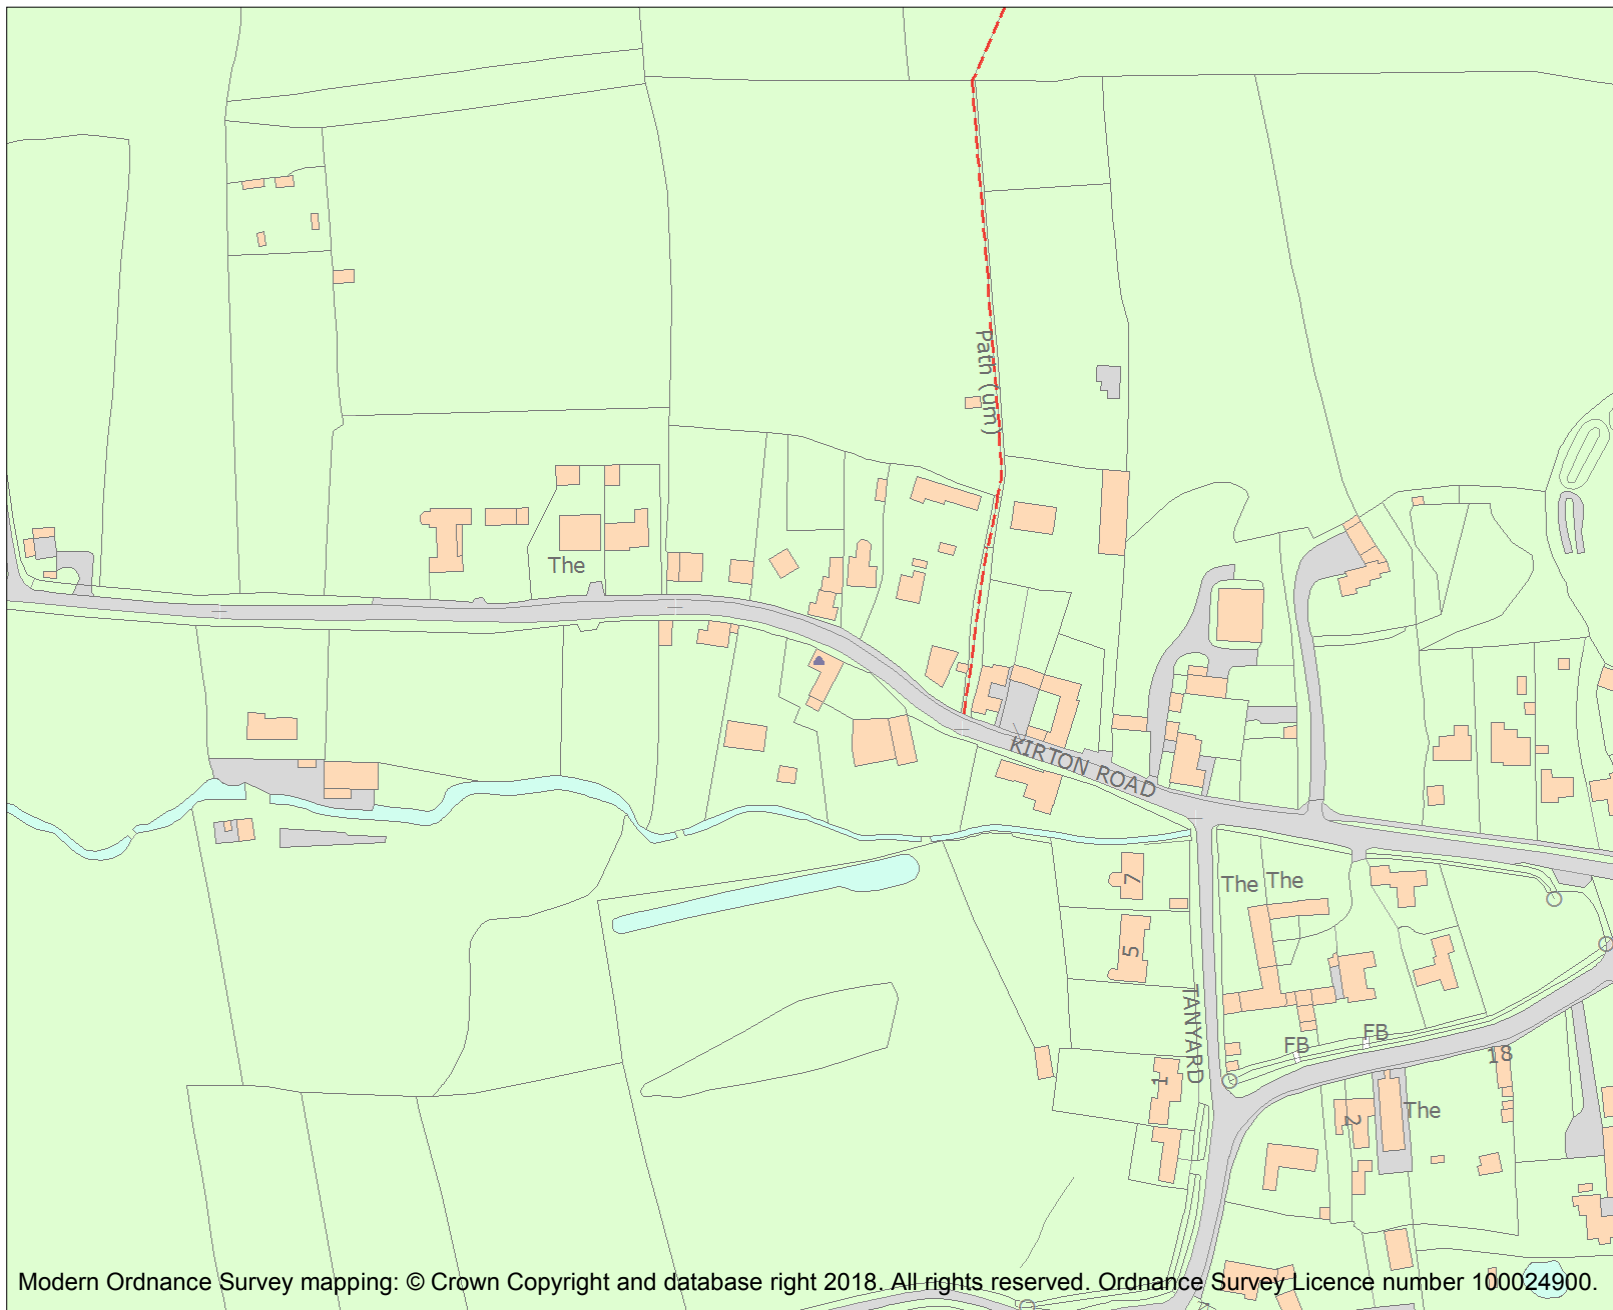 Path (um)
The
KIRTON ROAD
7
The The
5
TANYARD
FB
FB
18
1
The
2
Modern Ordnance Survey mapping: © Crown Copyright and database right 2018. All rights reserved. Ordnance Survey Licence number 100024900.